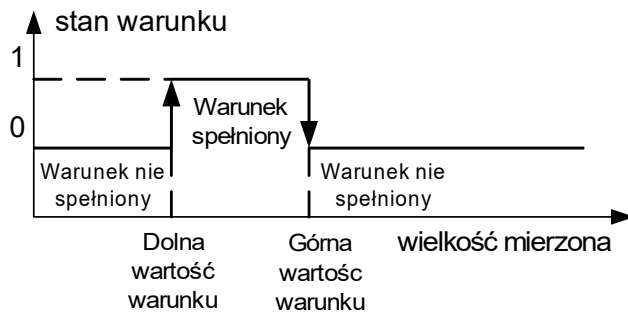 stan warunku
1
0
Warunek
spełniony
Warunek nie
spełniony
Warunek nie
spełniony
Dolna
wartość
warunku
Górna
wartośc
warunku
wielkość mierzona